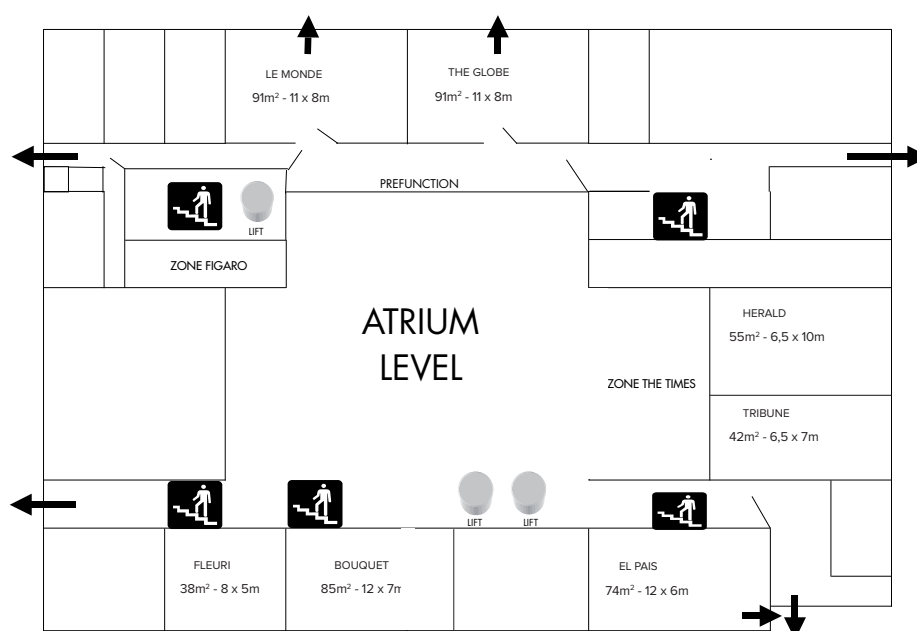 LE MONDE
91m² - 11 x 8m
THE GLOBE
91m² - 11 x 8m
PREFUNCTION
LIFT
ZONE FIGARO
ATRIUM
LEVEL
HERALD
55m² - 6,5 x 10m
ZONE THE TIMES
TRIBUNE
42m² - 6,5 x 7m
LIFT
LIFT
FLEURI
38m² - 8 x 5m
BOUQUET
85m² - 12 x 7m
EL PAIS
74m² - 12 x 6m